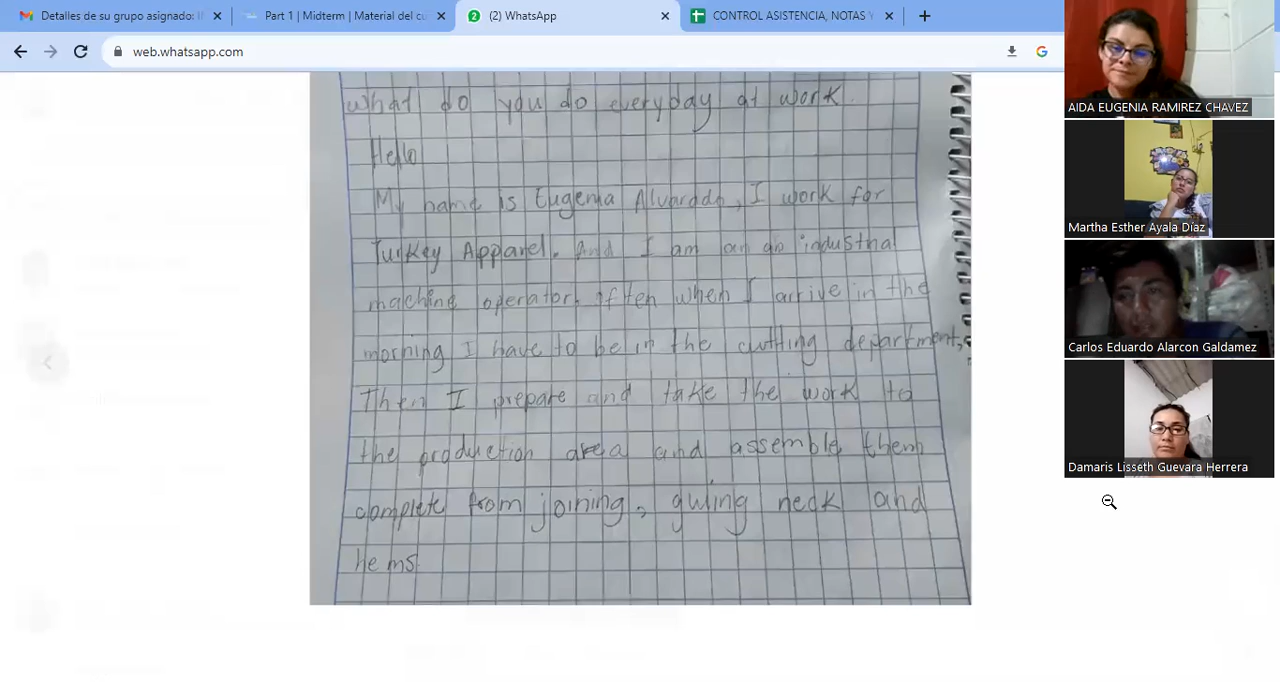 Detalles de su grupo asignado: I
Part 1 | Midterm | Material del cu
(2) WhatsApp
CONTROL ASISTENCIA, NOTAS Y
web.whatsapp.com
What do you do everyday at work
Hello
My name is Eugenia Alvarado, I work for
Turkey Apparel. And I am an an industrial
machine operator, often when I arrive in the
morning I have to be in the cutting department,
Then I prepare and take the work to
the production area and assemble them
complete from joining, guling neck and
hems
AIDA EUGENIA RAMIREZ CHAVEZ
Martha Esther Ayala Díaz
Carlos Eduardo Alarcon Galdamez
Damaris Lisseth Guevara Herrera